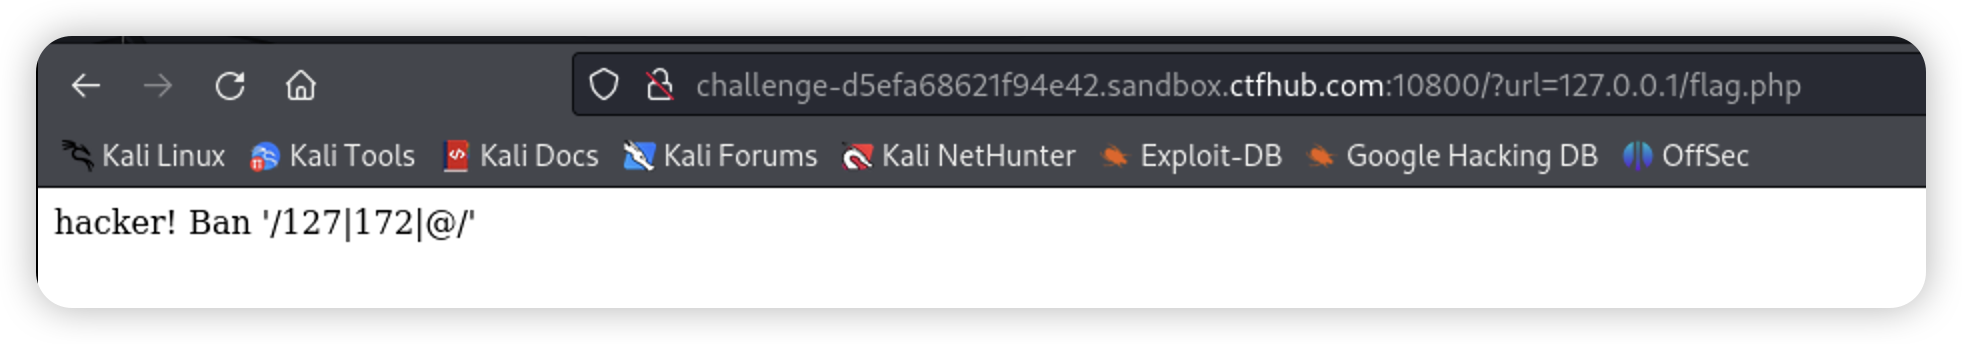 challenge-d5efa68621f94e42.sandbox.ctfhub.com:10800/?url=127.0.0.1/flag.php
Kali Linux Kali Tools Kali Docs Kali Forums Kali NetHunter Exploit-DB Google Hacking DB OffSec
hacker! Ban '/127|172|@/'